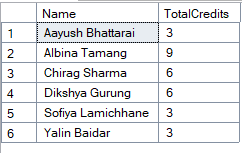 Name TotalCredits
1 Aayush Bhattarai 3
2 Albina Tamang 9
3 Chirag Sharma 6
4 Dikshya Gurung 6
5 Sofiya Lamichhane 3
6 Yalin Baidar 3